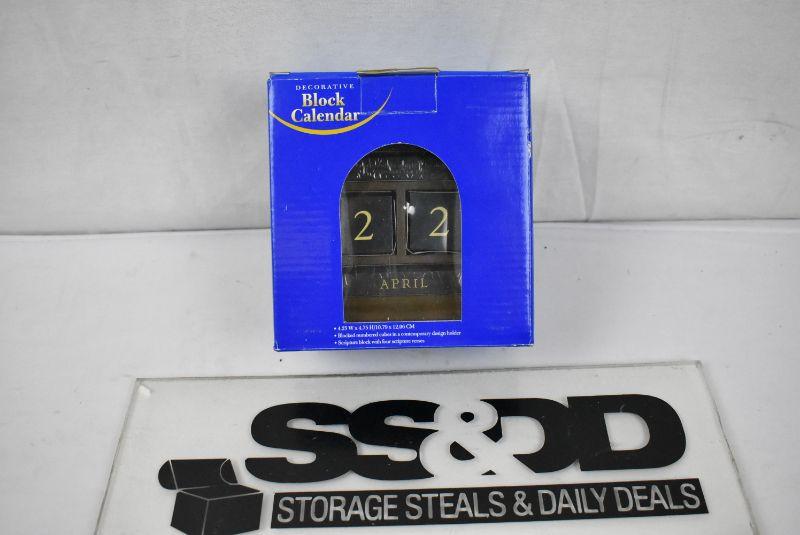 DECORATIVE
Block
Calendar
2 2
APRIL
• 4.25 W x 4.75 H/10.79 x 12.06 CM
• Blocked numbered cubes in a contemporary design holder
• Scripture block with four scripture verses
SS&DD
STORAGE STEALS & DAILY DEALS